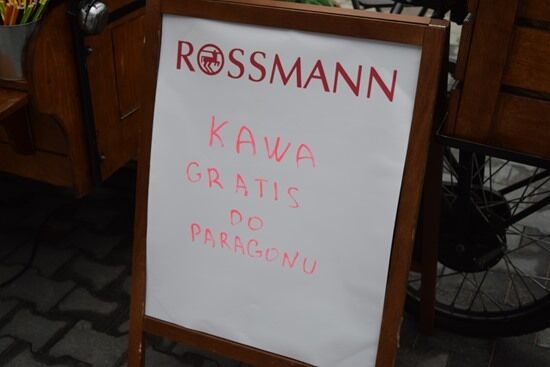 ROSSMANN
KAWA
GRATIS
DO
PARAGONU